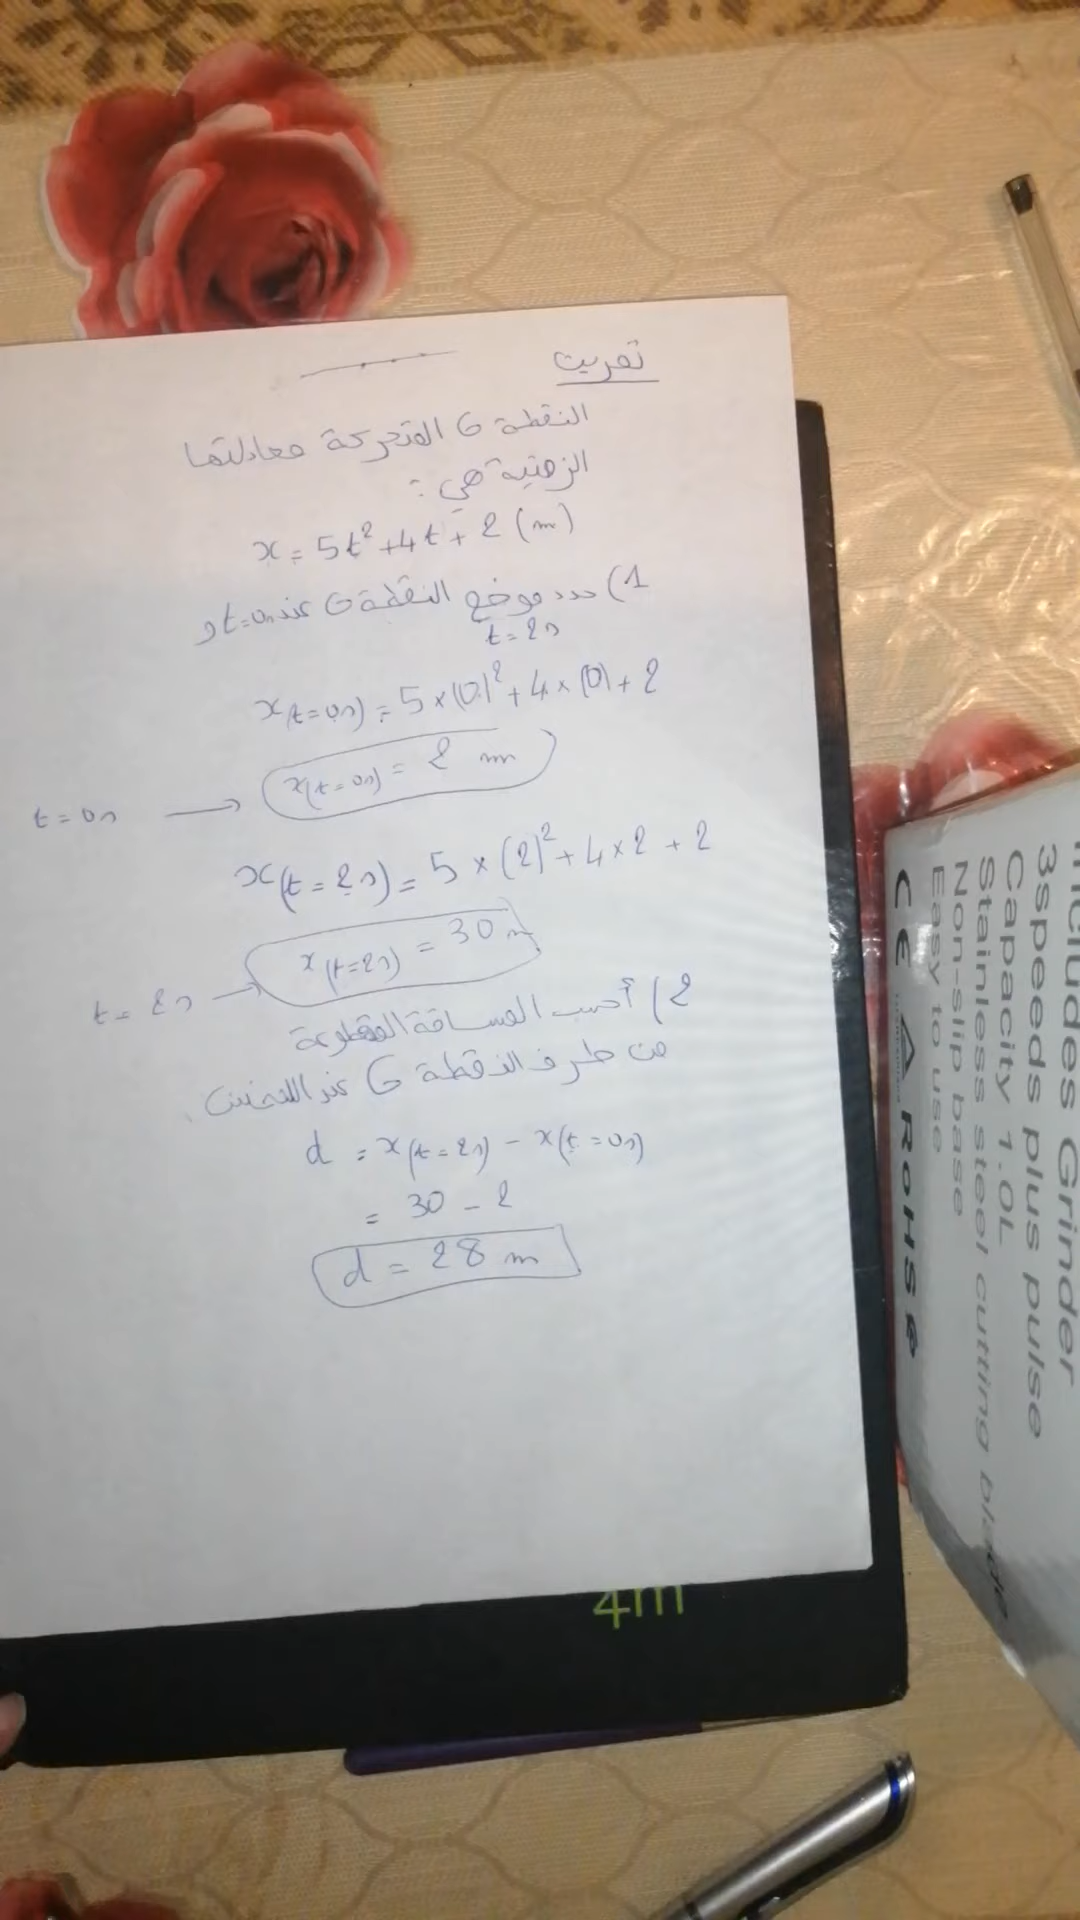 تمرين
النقطة G المتحركة معادلتها
الزمنية هي :
x = 5t² + 4t + 2 (m)
1) حدد موضع النقطة G عند t=0s و
t = 2s
x(t=0s) = 5 × (0)² + 4 × (0) + 2
x(t=0s) = 2 m
t = 0s →
x(t=2s) = 5 × (2)² + 4 × 2 + 2
x(t=2s) = 30 m
t = 2s →
2) أحسب المسافة المقطوعة
من طرف النقطة G عند اللحظتين
d = x(t=2s) - x(t=0s)
= 30 - 2
d = 28 m
4m
includes Grinder
3speeds plus pulse
Capacity 1.0L
Stainless steel cutting blade
Non-slip base
Easy to use
CE ROHS